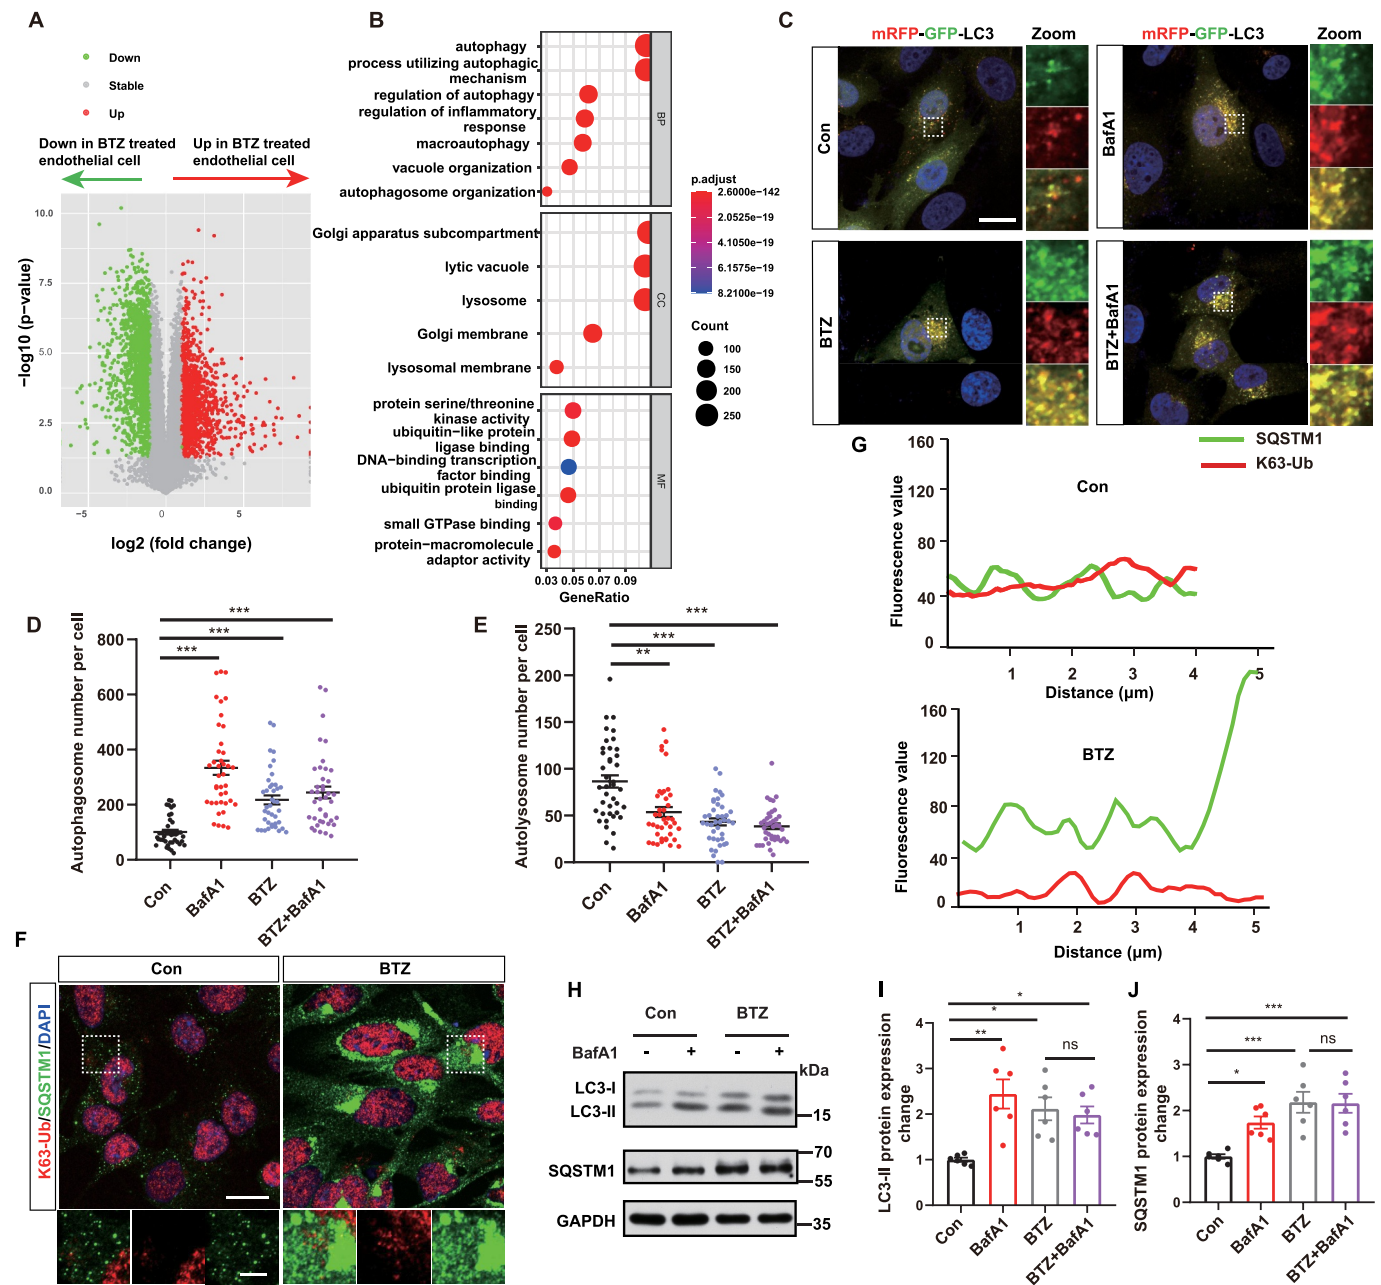 A
Down
Stable
Up
Down in BTZ treated
endothelial cell
Up in BTZ treated
endothelial cell
10.0
7.5
5.0
2.5
0.0
−5
0
5
−log10 (p−value)
log2 (fold change)
B
autophagy
process utilizing autophagic
mechanism
regulation of autophagy
regulation of inflammatory
response
macroautophagy
vacuole organization
autophagosome organization
BP
Golgi apparatus subcompartment
lytic vacuole
lysosome
Golgi membrane
lysosomal membrane
CC
protein serine/threonine
kinase activity
ubiquitin−like protein
ligase binding
DNA−binding transcription
factor binding
ubiquitin protein ligase
binding
small GTPase binding
protein−macromolecule
adaptor activity
MF
0.03 0.05 0.07 0.09
GeneRatio
p.adjust
2.6000e−142
2.0525e−19
4.1050e−19
6.1575e−19
8.2100e−19
Count
100
150
200
250
C
mRFP-GFP-LC3
Zoom
mRFP-GFP-LC3
Zoom
Con
BafA1
BTZ
BTZ+BafA1
D
Autophagosome number per cell
800
600
400
200
0
***
***
***
Con
BafA1
BTZ
BTZ+BafA1
E
Autolysosome number per cell
250
200
150
100
50
0
***
***
**
Con
BafA1
BTZ
BTZ+BafA1
G
SQSTM1
K63-Ub
Con
Fluorescence value
160
120
80
40
0
1
2
3
4
5
Distance (μm)
BTZ
Fluorescence value
160
120
80
40
0
1
2
3
4
5
Distance (μm)
F
Con
BTZ
K63-Ub/SQSTM1/DAPI
H
Con
BTZ
BafA1
-
+
-
+
kDa
LC3-I
LC3-II
15
SQSTM1
70
55
GAPDH
35
I
LC3-II protein expression
change
4
3
2
1
0
*
*
**
ns
Con
BafA1
BTZ
BTZ+BafA1
J
SQSTM1 protein expression
change
4
3
2
1
0
***
***
*
ns
Con
BafA1
BTZ
BTZ+BafA1